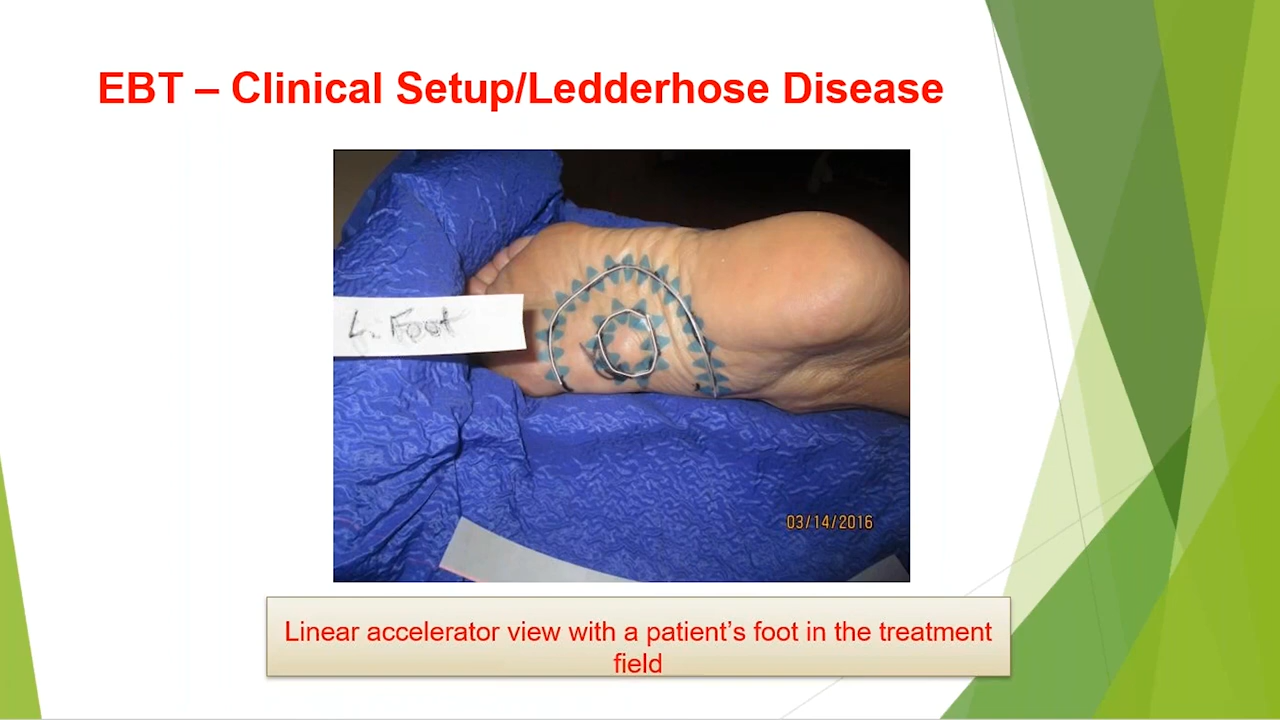 EBT – Clinical Setup/Ledderhose Disease
L. Foot
03/14/2016
Linear accelerator view with a patient’s foot in the treatment
field